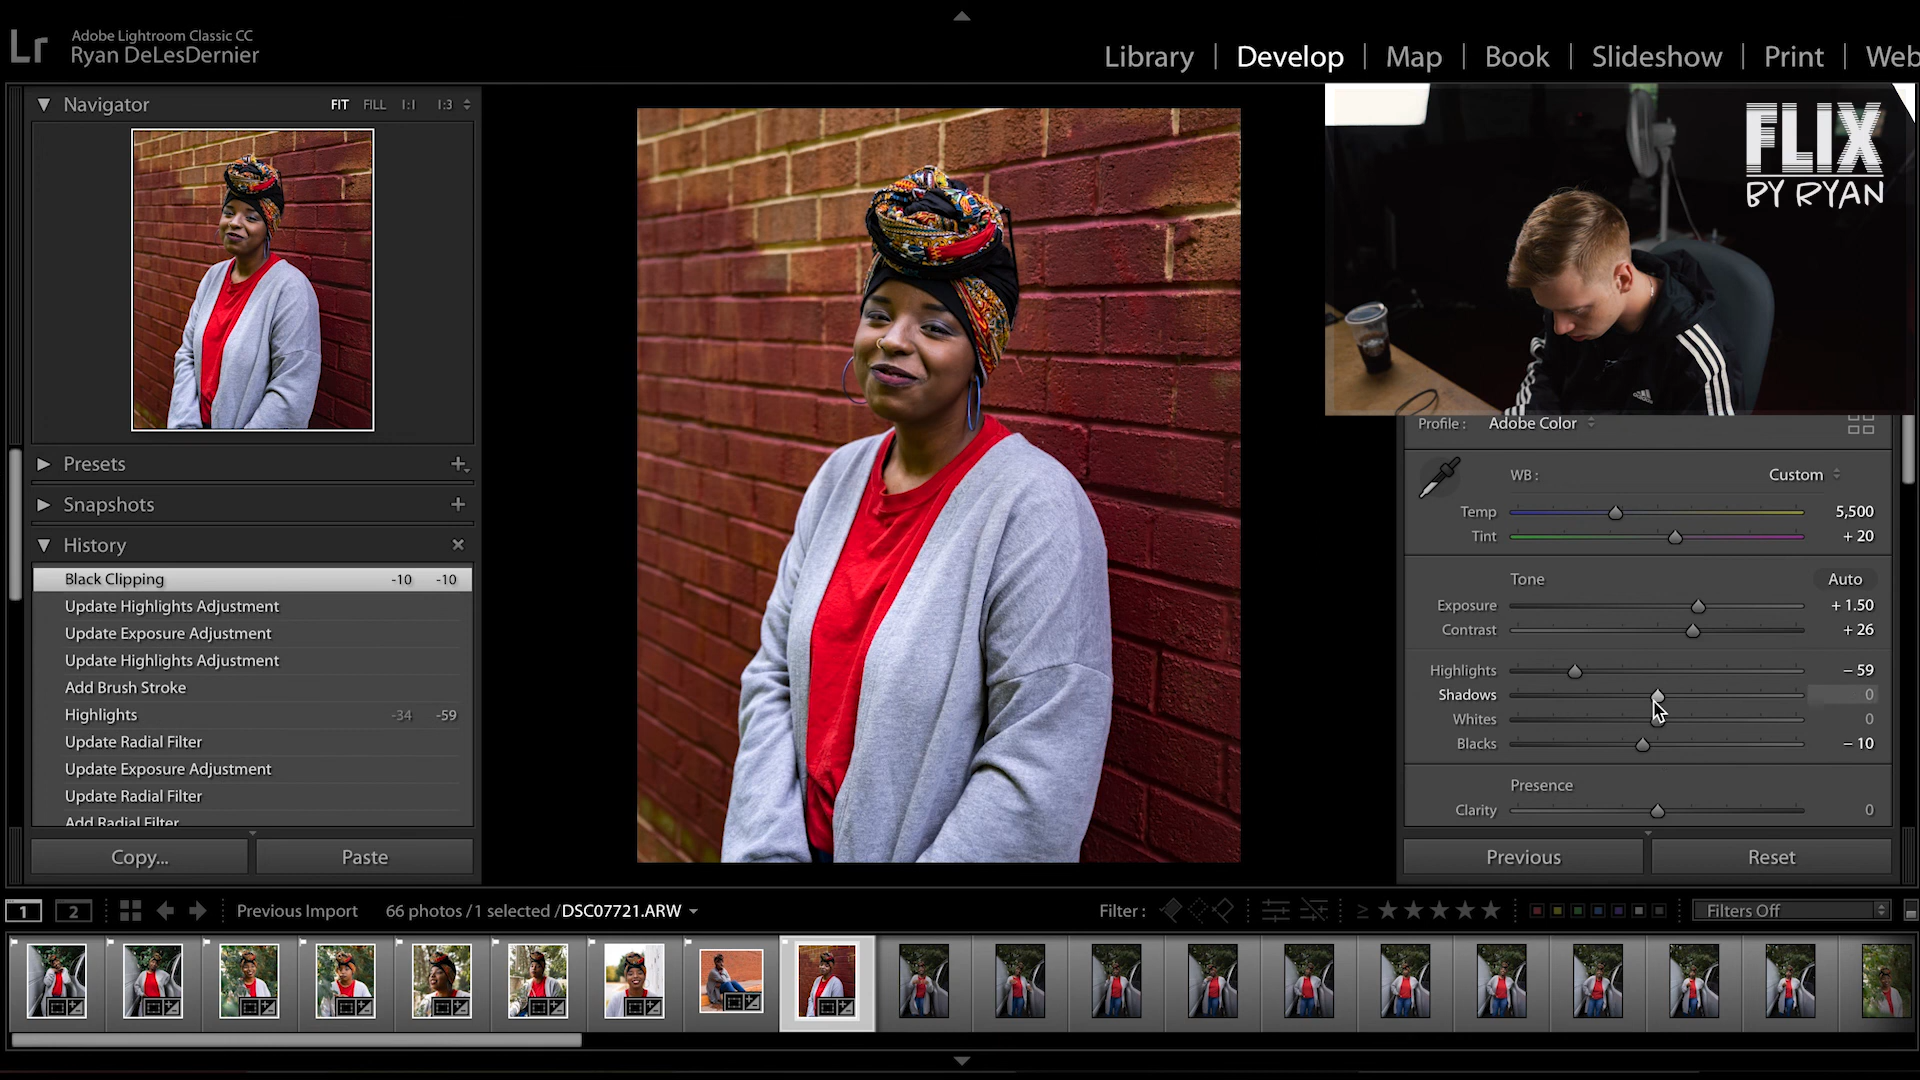 Lr
Adobe Lightroom Classic CC
Ryan DeLesDernier
Library | Develop | Map | Book | Slideshow | Print | Web
Navigator FIT FILL 1:1 1:3
FLIX
BY RYAN
Presets
Snapshots
History
Black Clipping -10 -10
Update Highlights Adjustment
Update Exposure Adjustment
Update Highlights Adjustment
Add Brush Stroke
Highlights -34 -59
Update Radial Filter
Update Exposure Adjustment
Update Radial Filter
Add Radial Filter
Copy... Paste
Profile : Adobe Color
WB : Custom
Temp 5,500
Tint + 20
Tone Auto
Exposure + 1.50
Contrast + 26
Highlights − 59
Shadows 0
Whites 0
Blacks − 10
Presence
Clarity 0
Previous Reset
1 2 Previous Import 66 photos / 1 selected / DSC07721.ARW Filter : ≥ ★★★★★ Filters Off